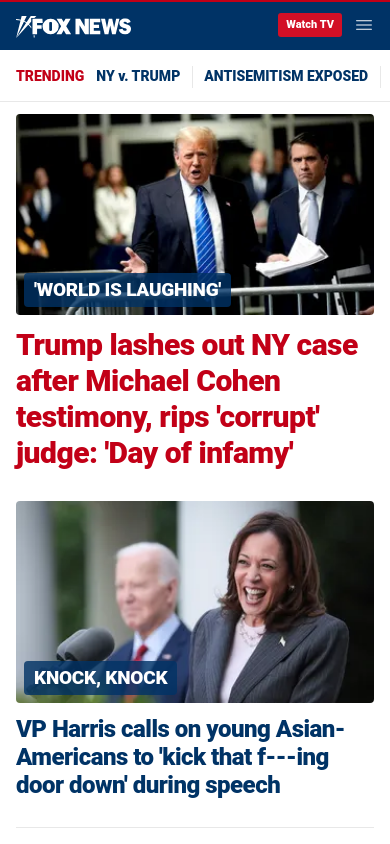 FOX NEWS
Watch TV
TRENDING NY v. TRUMP ANTISEMITISM EXPOSED
'WORLD IS LAUGHING'
Trump lashes out NY case
after Michael Cohen
testimony, rips 'corrupt'
judge: 'Day of infamy'
KNOCK, KNOCK
VP Harris calls on young Asian-
Americans to 'kick that f---ing
door down' during speech